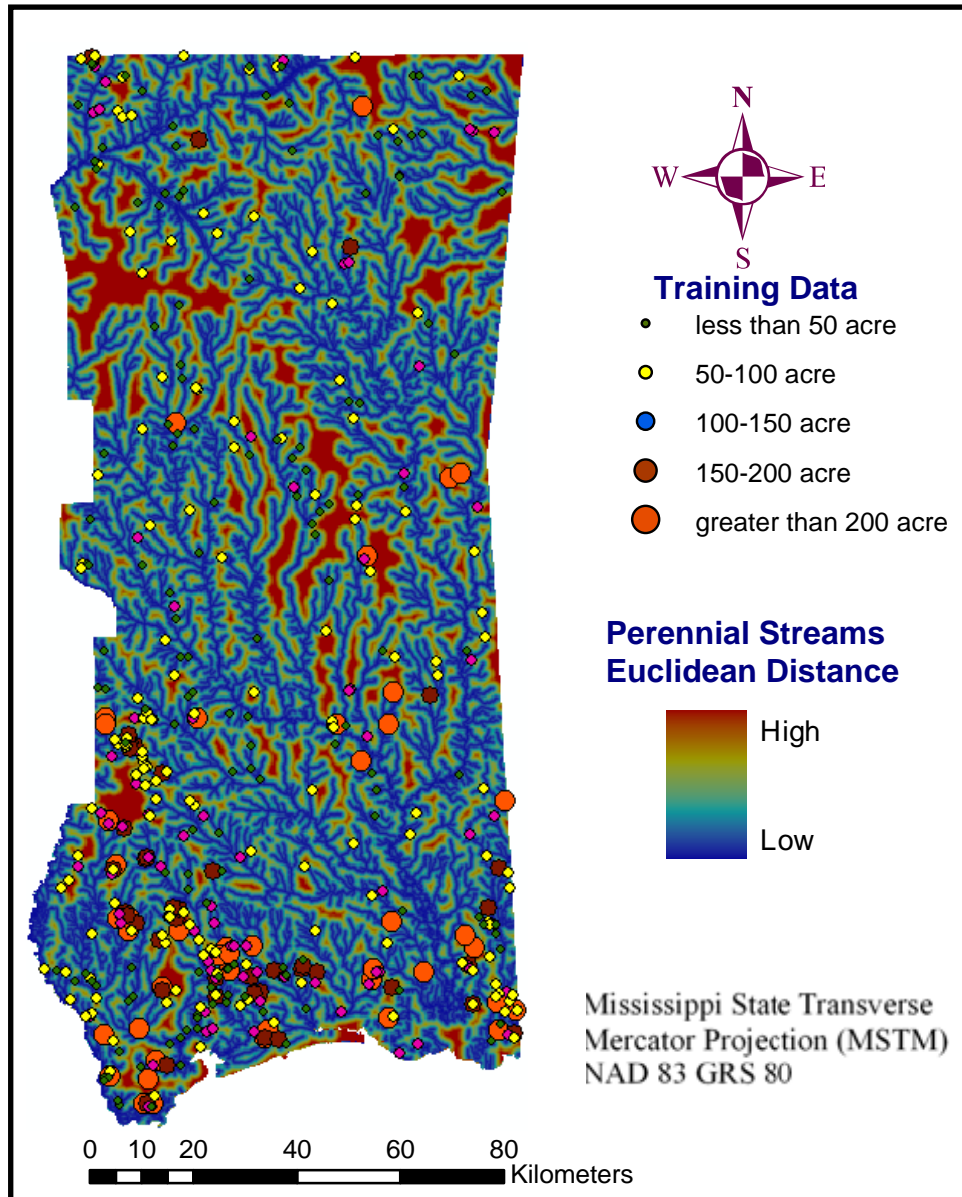 N
W E
S
Training Data
less than 50 acre
50-100 acre
100-150 acre
150-200 acre
greater than 200 acre
Perennial Streams
Euclidean Distance
High
Low
Mississippi State Transverse
Mercator Projection (MSTM)
NAD 83 GRS 80
0 10 20 40 60 80
Kilometers